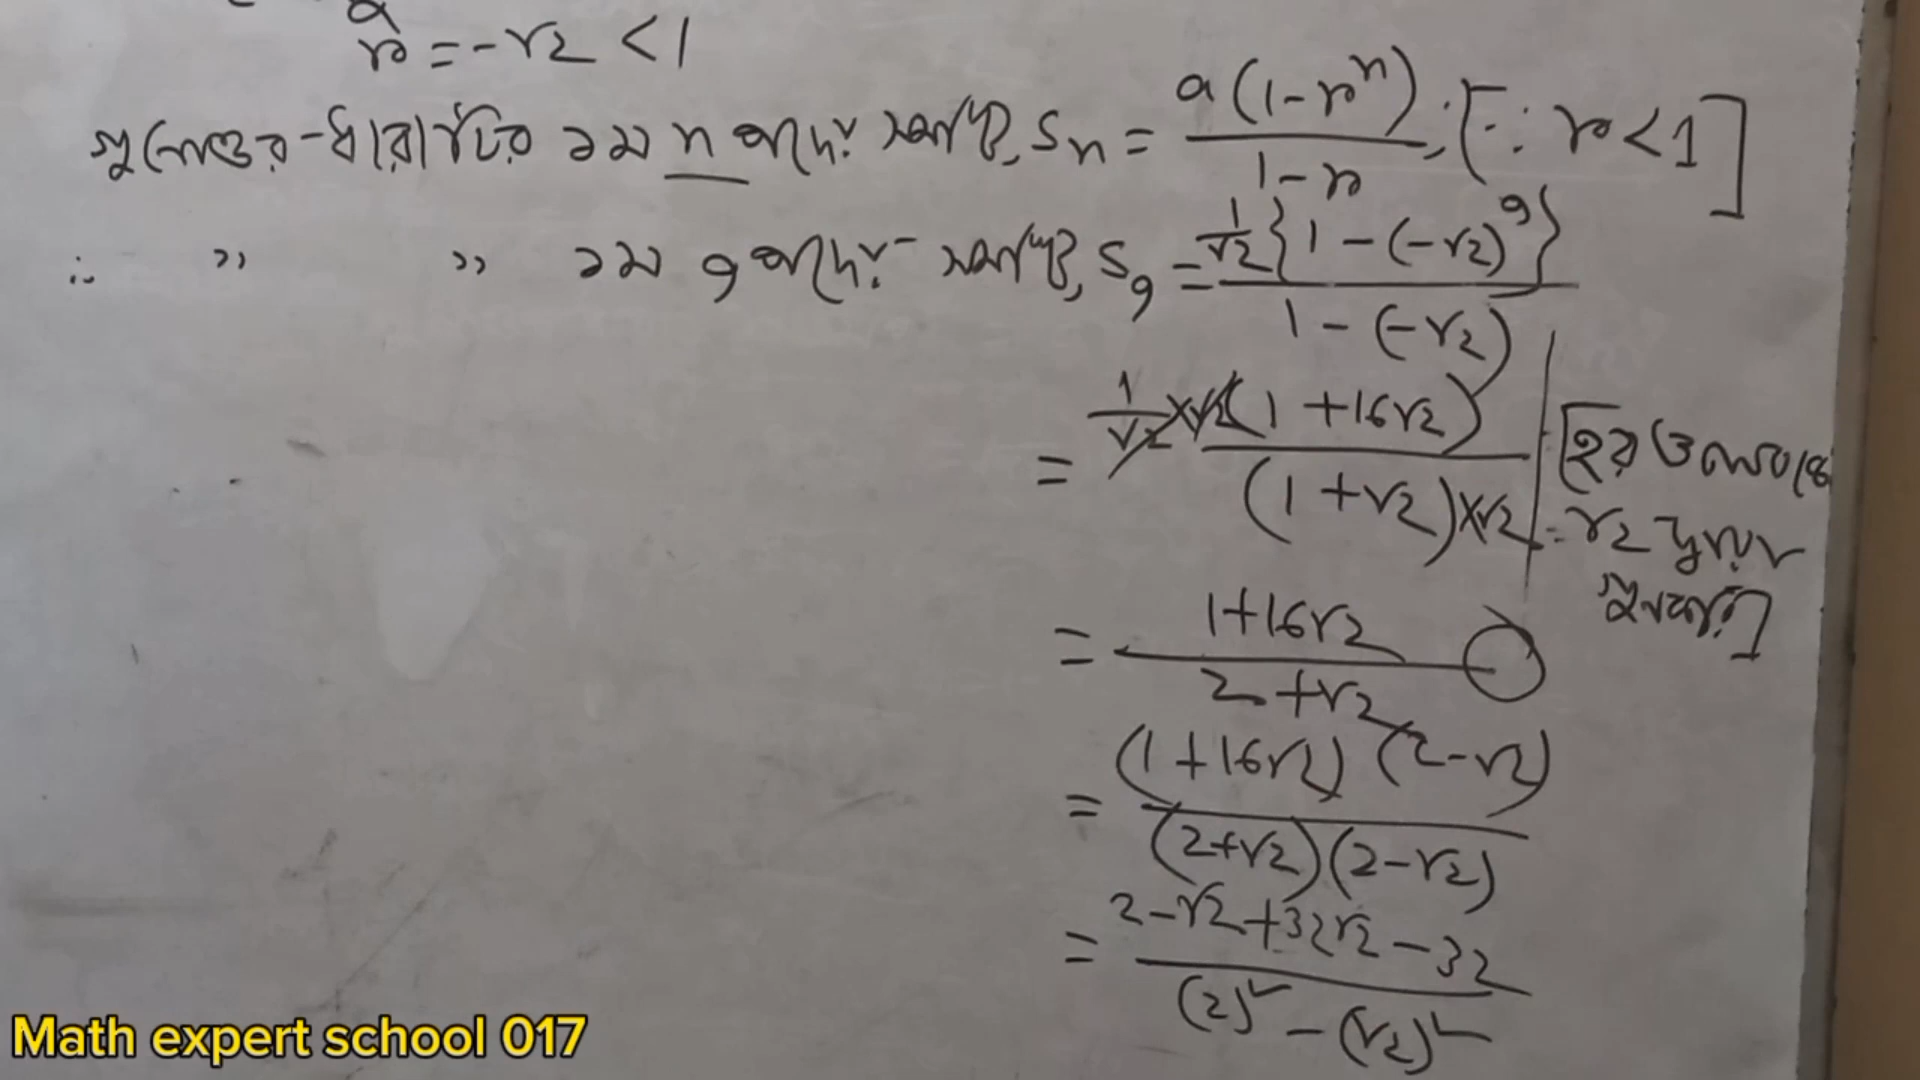 r = -√2 < 1
গুণোত্তর-ধারাটির ১ম n পদের সমষ্টি, Sn = a(1-rⁿ)/1-r ; [∵ r < 1]
∴ " " ১ম 9 পদের সমষ্টি, S9 = 1/√2{1-(-√2)⁹}/1-(-√2)
= 1/√2×√2(1+16√2)/(1+√2)×√2 [হর ও লবকে √2 দ্বারা গুণ করে]
= 1+16√2/2+√2
= (1+16√2)(2-√2)/(2+√2)(2-√2)
= 2-√2+32√2-32/(2)²-(√2)²
Math expert school 017